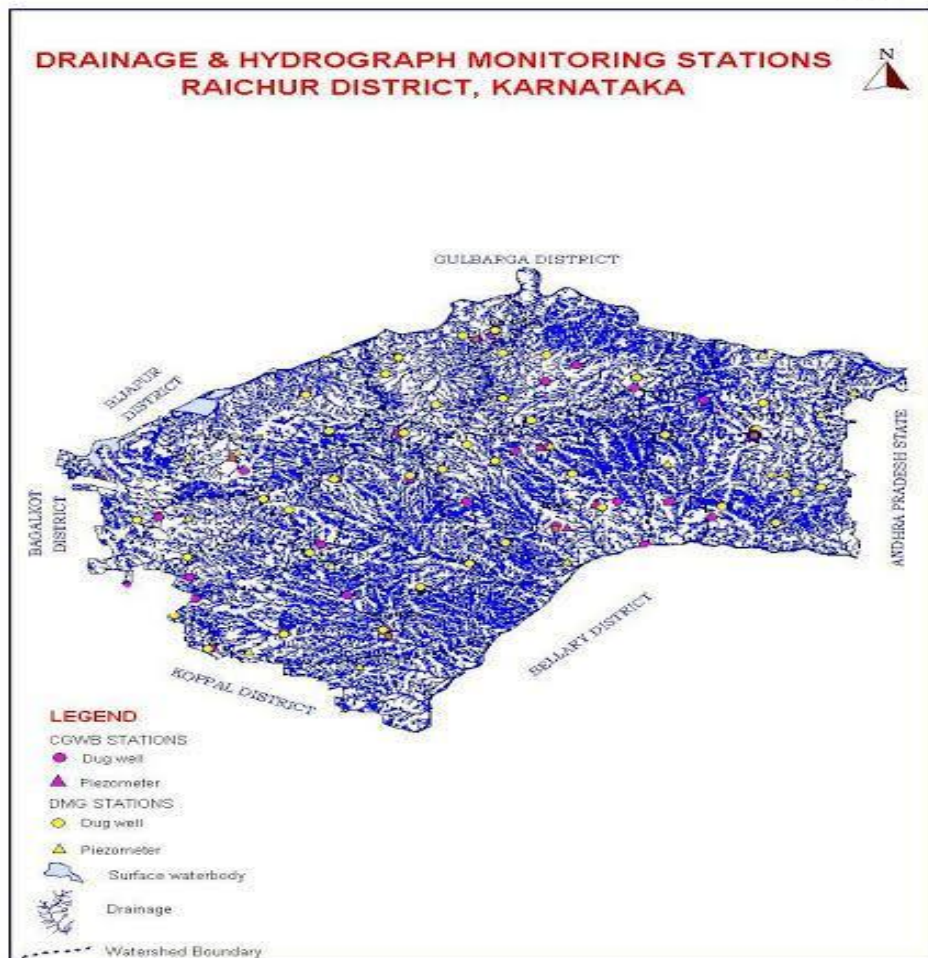 DRAINAGE & HYDROGRAPH MONITORING STATIONS
RAICHUR DISTRICT, KARNATAKA
N
GULBARGA DISTRICT
BIJAPUR
DISTRICT
BAGALKOT
DISTRICT
ANDHRA PRADESH STATE
BELLARY DISTRICT
KOPPAL DISTRICT
LEGEND
CGWB STATIONS
Dug well
Piezometer
DMG STATIONS
Dug well
Piezometer
Surface waterbody
Drainage
Watershed Boundary